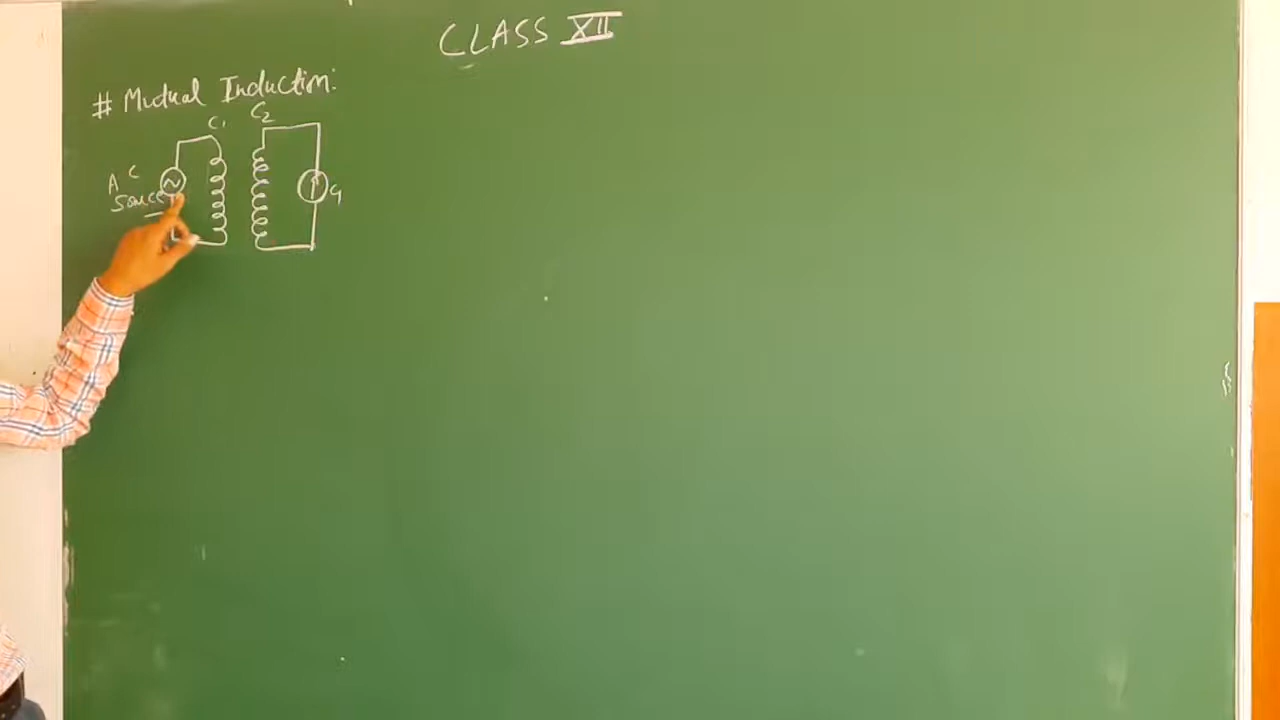 CLASS XII
# Mutual Induction:
C1 C2
AC
Source
G